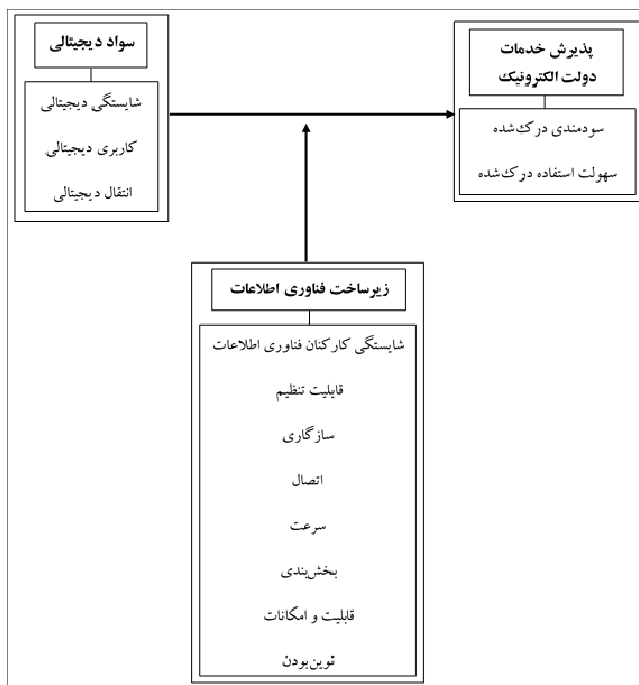 سواد دیجیتالی
شایستگی دیجیتالی
کاربری دیجیتالی
انتقال دیجیتالی
پذیرش خدمات
دولت الکترونیک
سودمندی درک‌شده
سهولت استفاده درک‌شده
زیرساخت فناوری اطلاعات
شایستگی کارکنان فناوری اطلاعات
قابلیت تنظیم
سازگاری
اتصال
سرعت
بخش‌بندی
قابلیت و امکانات
نوین‌بودن